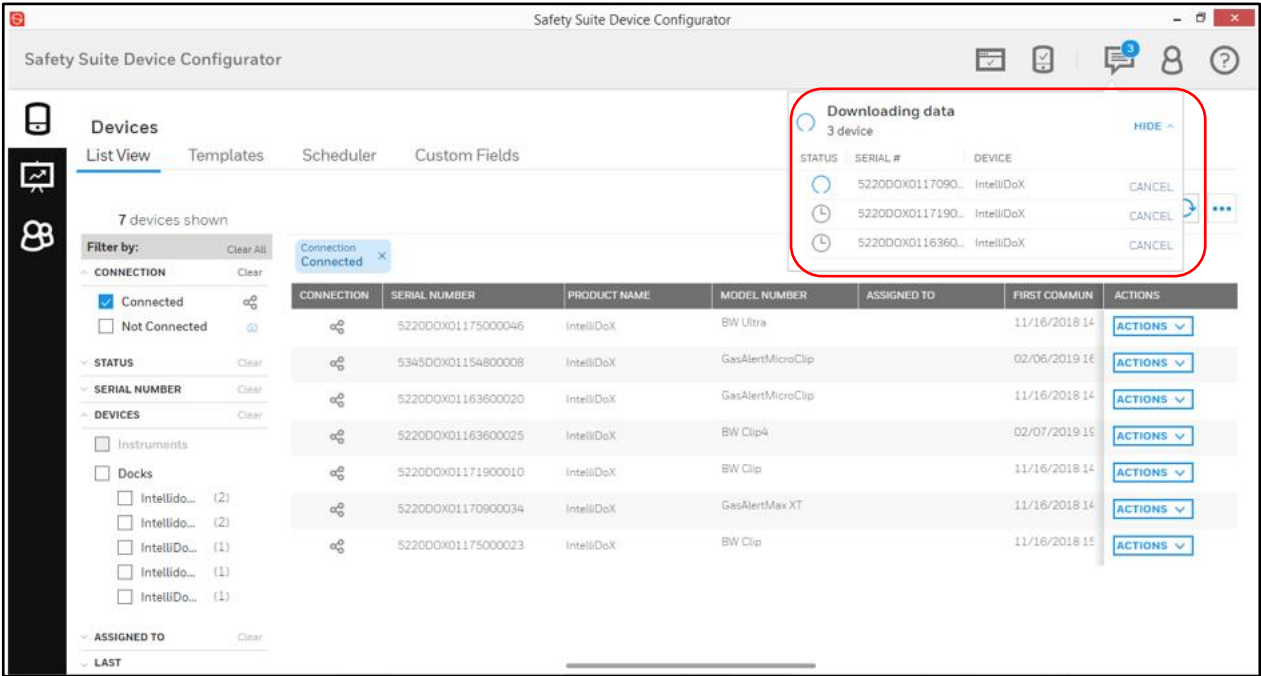 Safety Suite Device Configurator
Safety Suite Device Configurator
3
Downloading data
3 device
HIDE
STATUS SERIAL # DEVICE
5220DOX0117090... IntelliDoX CANCEL
5220DOX0117190... IntelliDoX CANCEL
5220DOX0116360... IntelliDoX CANCEL
Devices
List View Templates Scheduler Custom Fields
7 devices shown
Filter by: Clear All
CONNECTION Clear
Connected
Not Connected
STATUS Clear
SERIAL NUMBER Clear
DEVICES Clear
Instruments
Docks
Intellido... (2)
Intellido... (2)
IntelliDo... (1)
Intellido... (1)
IntelliDo... (1)
ASSIGNED TO Clear
LAST
Connection
Connected ×
CONNECTION SERIAL NUMBER PRODUCT NAME MODEL NUMBER ASSIGNED TO FIRST COMMUN ACTIONS
5220DOX01175000046 IntelliDoX BW Ultra 11/16/2018 14 ACTIONS
5345DOX01154800008 IntelliDoX GasAlertMicroClip 02/06/2019 16 ACTIONS
5220DOX01163600020 IntelliDoX GasAlertMicroClip 11/16/2018 14 ACTIONS
5220DOX01163600025 IntelliDoX BW Clip4 02/07/2019 19 ACTIONS
5220DOX01171900010 IntelliDoX BW Clip 11/16/2018 14 ACTIONS
5220DOX01170900034 IntelliDoX GasAlertMax XT 11/16/2018 14 ACTIONS
5220DOX01175000023 IntelliDoX BW Clip 11/16/2018 15 ACTIONS